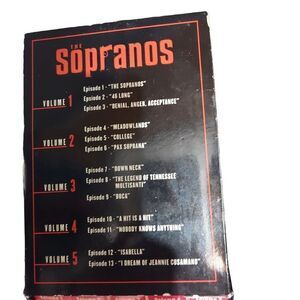 THE
SOPRANOS
VOLUME 1
Episode 1 - "THE SOPRANOS"
Episode 2 - "46 LONG"
Episode 3 - "DENIAL, ANGER, ACCEPTANCE"
VOLUME 2
Episode 4 - "MEADOWLANDS"
Episode 5 - "COLLEGE"
Episode 6 - "PAX SOPRANA"
VOLUME 3
Episode 7 - "DOWN NECK"
Episode 8 - "THE LEGEND OF TENNESSEE
MOLTISANTI"
Episode 9 - "BOCA"
VOLUME 4
Episode 10 - "A HIT IS A HIT"
Episode 11 - "NOBODY KNOWS ANYTHING"
VOLUME 5
Episode 12 - "ISABELLA"
Episode 13 - "I DREAM OF JEANNIE CUSAMANO"